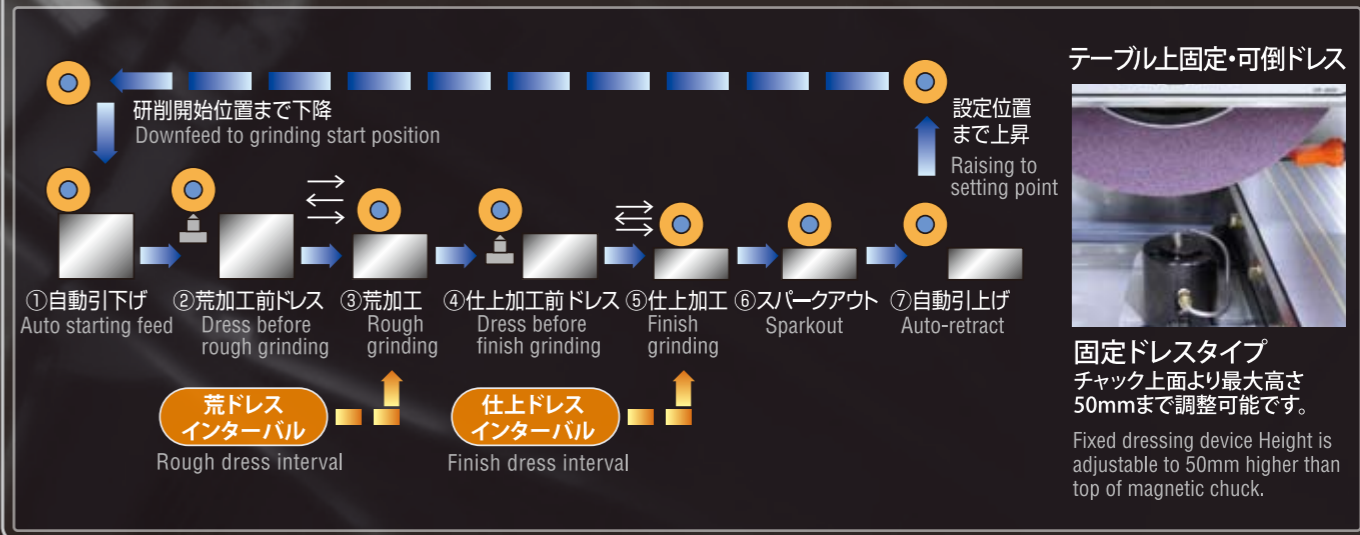 研削開始位置まで下降
Downfeed to grinding start position
設定位置
まで上昇
Raising to
setting point
①自動引下げ
Auto starting feed
②荒加工前ドレス
Dress before
rough grinding
③荒加工
Rough
grinding
④仕上加工前ドレス
Dress before
finish grinding
⑤仕上加工
Finish
grinding
⑥スパークアウト
Sparkout
⑦自動引上げ
Auto-retract
荒ドレス
インターバル
Rough dress interval
仕上ドレス
インターバル
Finish dress interval
テーブル上固定・可倒ドレス
固定ドレスタイプ
チャック上面より最大高さ
50mmまで調整可能です。
Fixed dressing device Height is
adjustable to 50mm higher than
top of magnetic chuck.